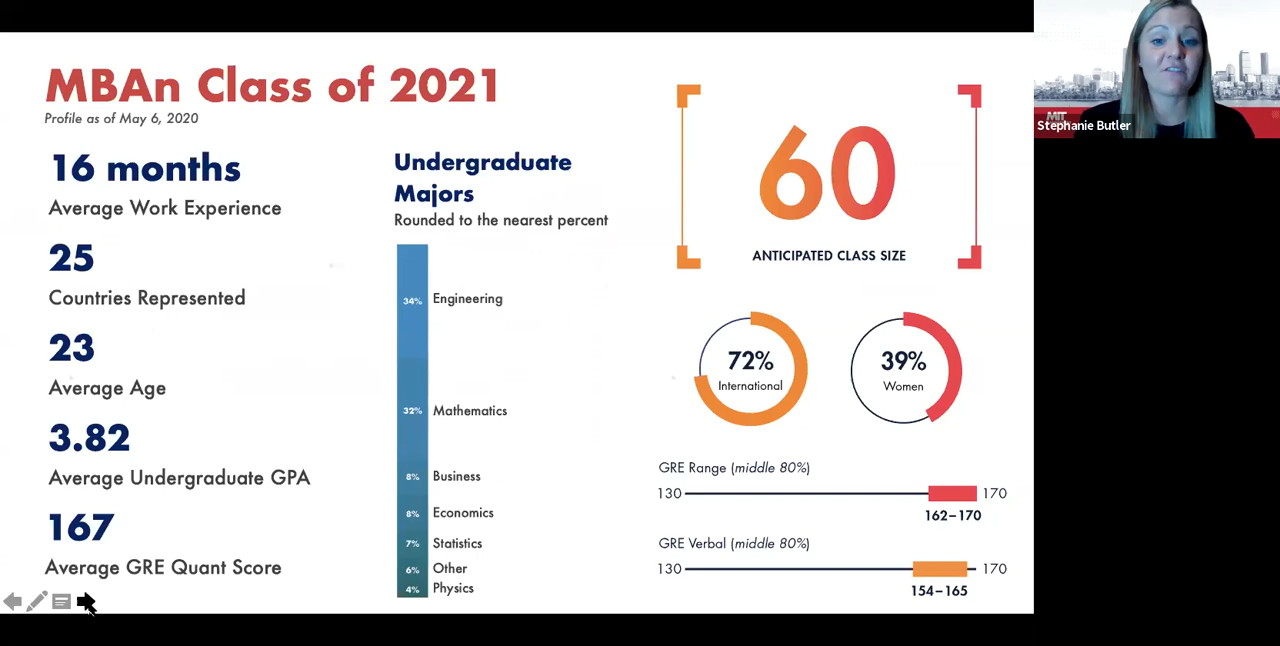 MBAn Class of 2021
Profile as of May 6, 2020
16 months
Average Work Experience
25
Countries Represented
23
Average Age
3.82
Average Undergraduate GPA
167
Average GRE Quant Score
Undergraduate
Majors
Rounded to the nearest percent
34% Engineering
32% Mathematics
8% Business
8% Economics
7% Statistics
6% Other
4% Physics
60
ANTICIPATED CLASS SIZE
72%
International
39%
Women
GRE Range (middle 80%)
130 170
162–170
GRE Verbal (middle 80%)
130 170
154–165
MIT
Stephanie Butler